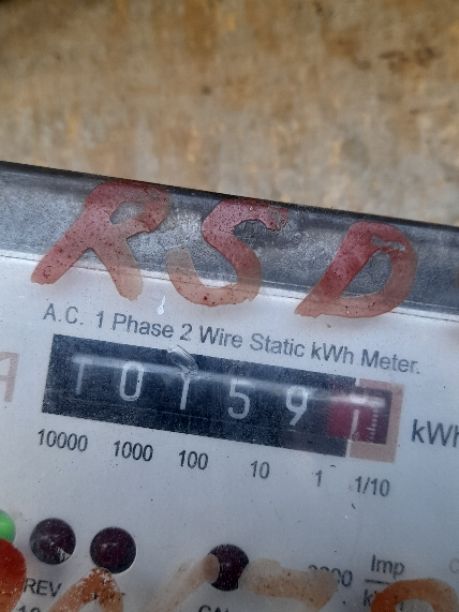 RSD
A.C. 1 Phase 2 Wire Static kWh Meter.
1 0 1 5 9 1 kWh
10000 1000 100 10 1 1/10
Imp
REV